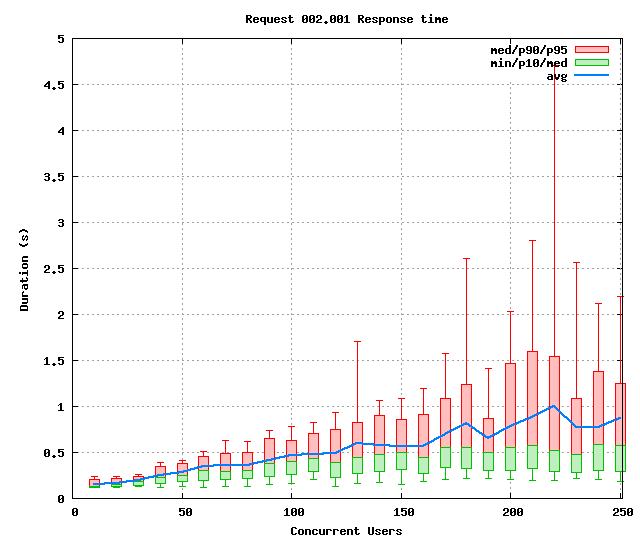 Request 002.001 Response time
med/p90/p95
min/p10/med
avg
5
4.5
4
3.5
3
2.5
2
1.5
1
0.5
0
Duration (s)
0 50 100 150 200 250
Concurrent Users